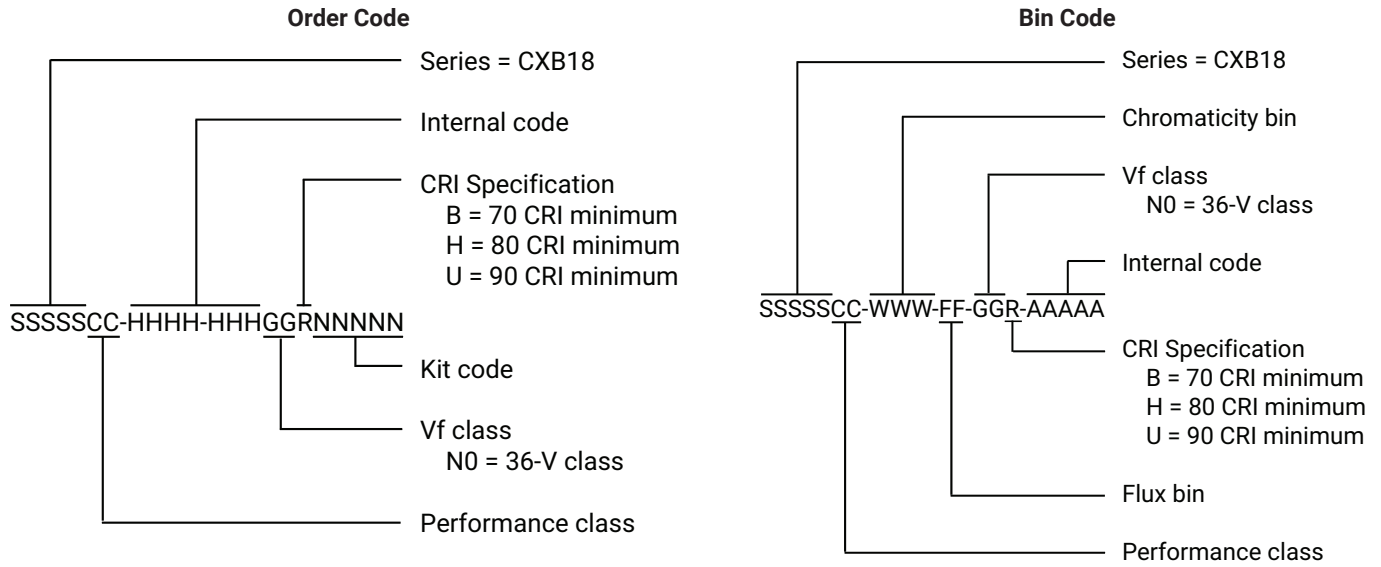 Order Code
Series = CXB18
Internal code
CRI Specification
B = 70 CRI minimum
H = 80 CRI minimum
U = 90 CRI minimum
SSSSSCC-HHHH-HHHGGRNNNNN
Kit code
Vf class
N0 = 36-V class
Performance class
Bin Code
Series = CXB18
Chromaticity bin
Vf class
N0 = 36-V class
Internal code
SSSSSCC-WWW-FF-GGR-AAAAA
CRI Specification
B = 70 CRI minimum
H = 80 CRI minimum
U = 90 CRI minimum
Flux bin
Performance class